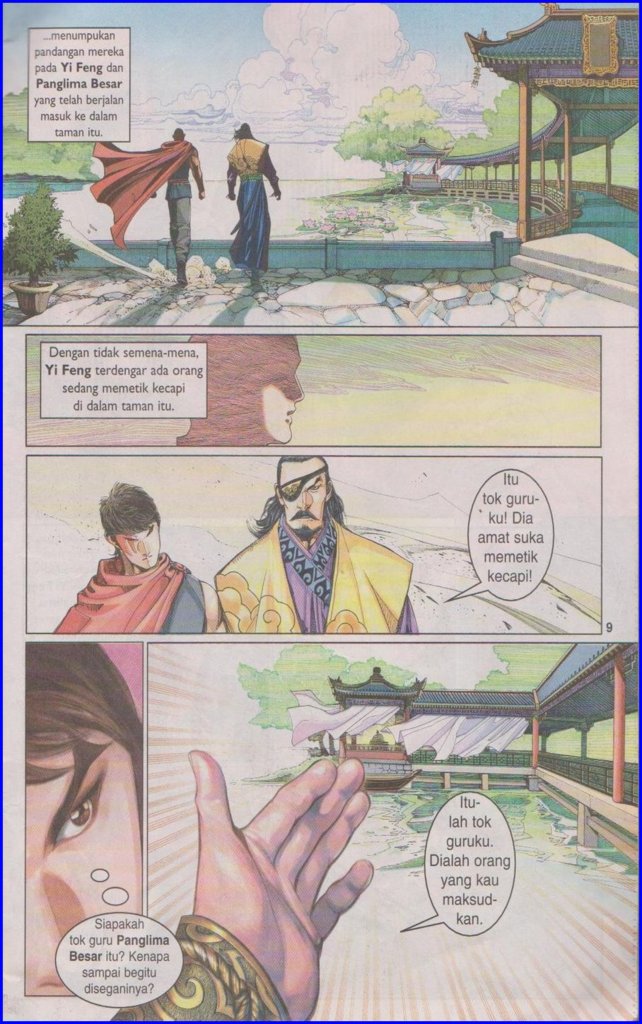 ...menumpukan
pandangan mereka
pada Yi Feng dan
Panglima Besar
yang telah berjalan
masuk ke dalam
taman itu.
Dengan tidak semena-mena,
Yi Feng terdengar ada orang
sedang memetik kecapi
di dalam taman itu.
Itu
tok guru-
ku! Dia
amat suka
memetik
kecapi!
9
Siapakah
tok guru Panglima
Besar itu? Kenapa
sampai begitu
diseganinya?
Itu-
lah tok
guruku.
Dialah orang
yang kau
maksud-
kan.